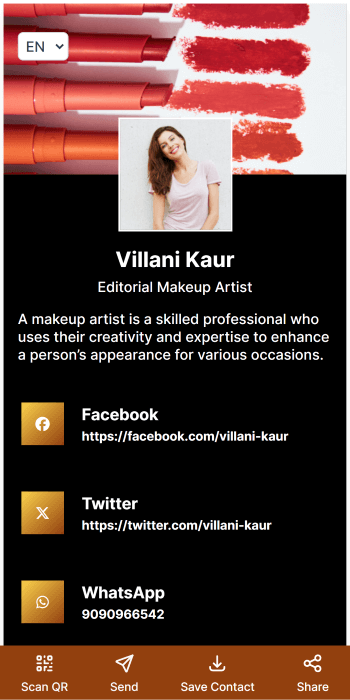 EN
Villani Kaur
Editorial Makeup Artist
A makeup artist is a skilled professional who
uses their creativity and expertise to enhance
a person’s appearance for various occasions.
Facebook
https://facebook.com/villani-kaur
Twitter
https://twitter.com/villani-kaur
WhatsApp
9090966542
Scan QR
Send
Save Contact
Share